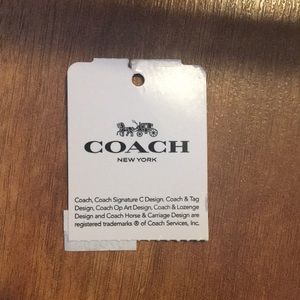 COACH
NEW YORK
Coach, Coach Signature C Design, Coach & Tag
Design, Coach Op Art Design, Coach & Lozenge
Design and Coach Horse & Carriage Design are
registered trademarks ® of Coach Services, Inc.